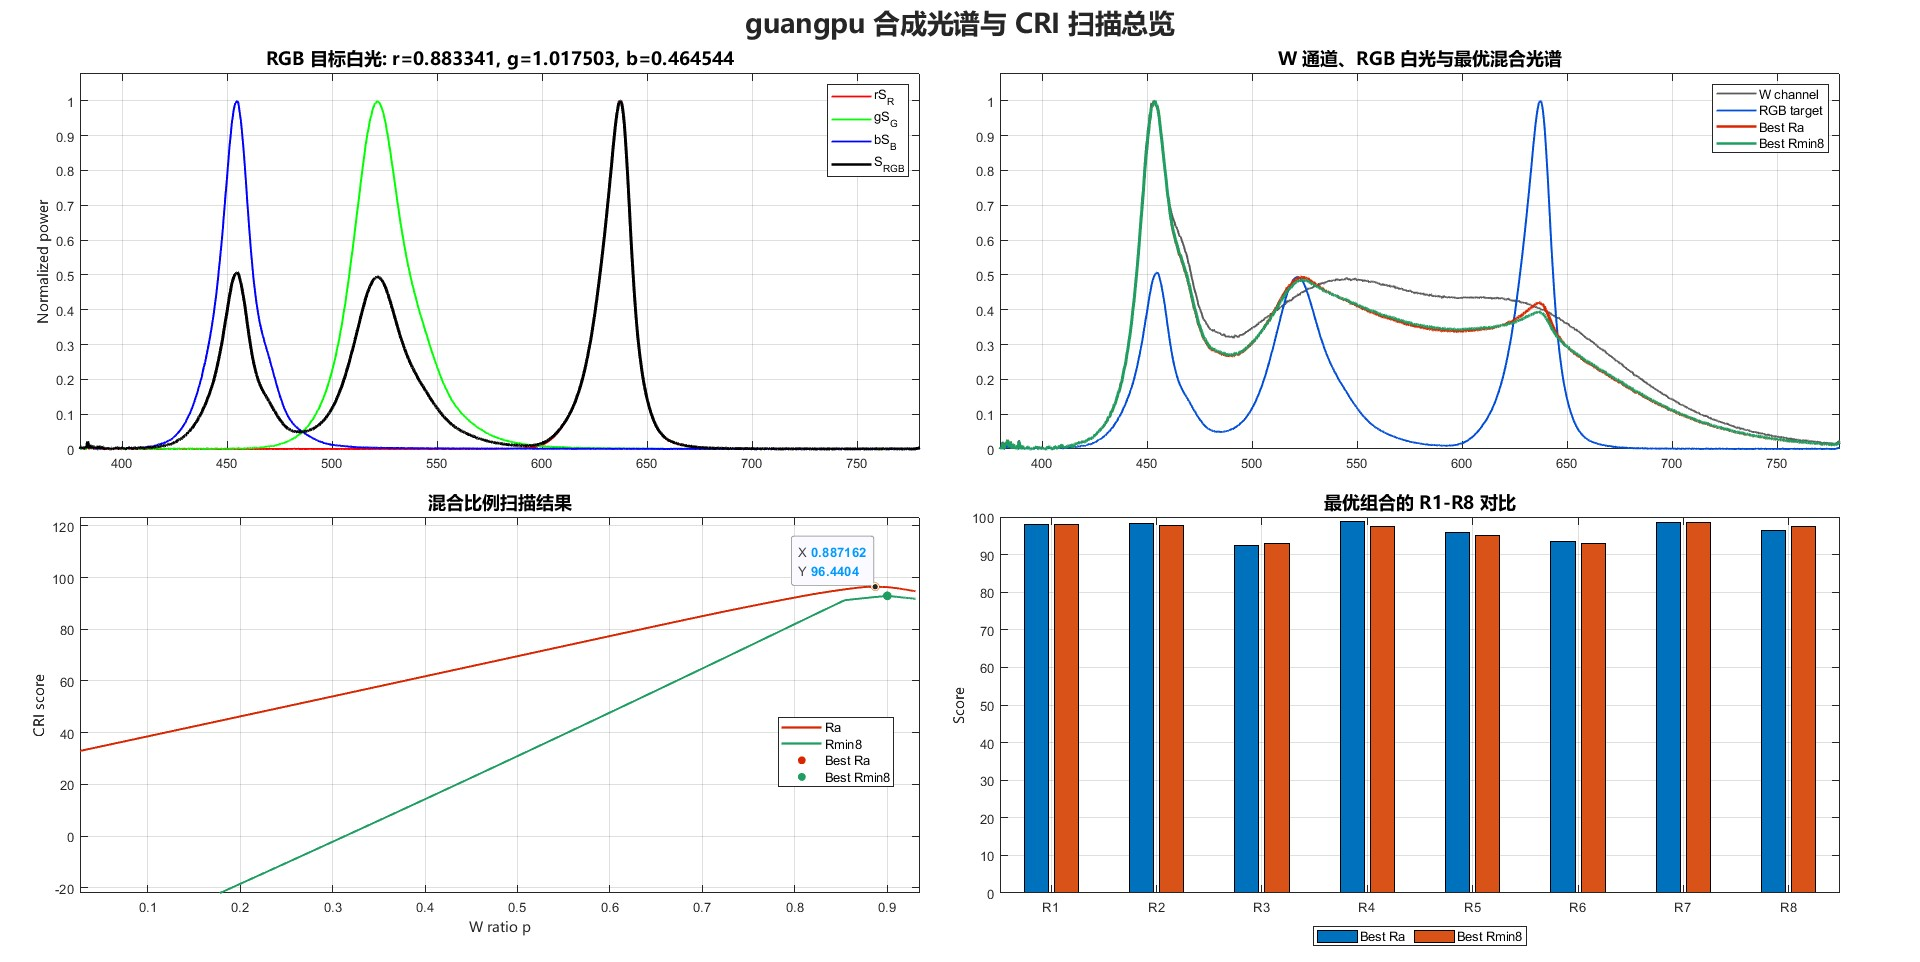 guangpu 合成光谱与 CRI 扫描总览
RGB 目标白光: r=0.883341, g=1.017503, b=0.464544
Normalized power
1
0.9
0.8
0.7
0.6
0.5
0.4
0.3
0.2
0.1
0
400
450
500
550
600
650
700
750
rS_R
gS_G
bS_B
S_RGB
W 通道、RGB 白光与最优混合光谱
1
0.9
0.8
0.7
0.6
0.5
0.4
0.3
0.2
0.1
0
400
450
500
550
600
650
700
750
W channel
RGB target
Best Ra
Best Rmin8
混合比例扫描结果
CRI score
120
100
80
60
40
20
0
-20
0.1
0.2
0.3
0.4
0.5
0.6
0.7
0.8
0.9
W ratio p
X 0.887162
Y 96.4404
Ra
Rmin8
Best Ra
Best Rmin8
最优组合的 R1-R8 对比
Score
100
90
80
70
60
50
40
30
20
10
0
R1
R2
R3
R4
R5
R6
R7
R8
Best Ra
Best Rmin8